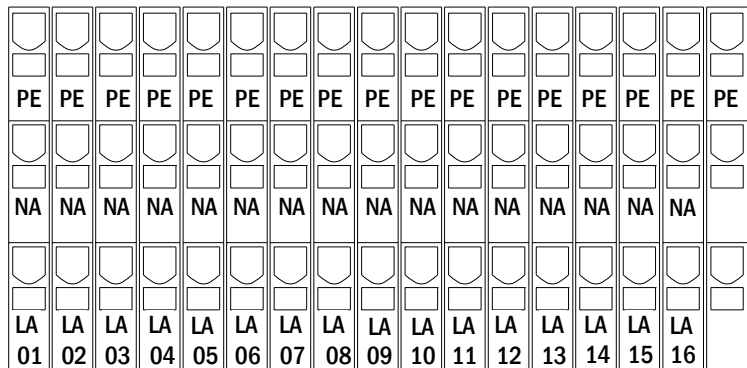 PE PE PE PE PE PE PE PE PE PE PE PE PE PE PE PE PE
NA NA NA NA NA NA NA NA NA NA NA NA NA NA NA NA
LA LA LA LA LA LA LA LA LA LA LA LA LA LA LA LA
01 02 03 04 05 06 07 08 09 10 11 12 13 14 15 16